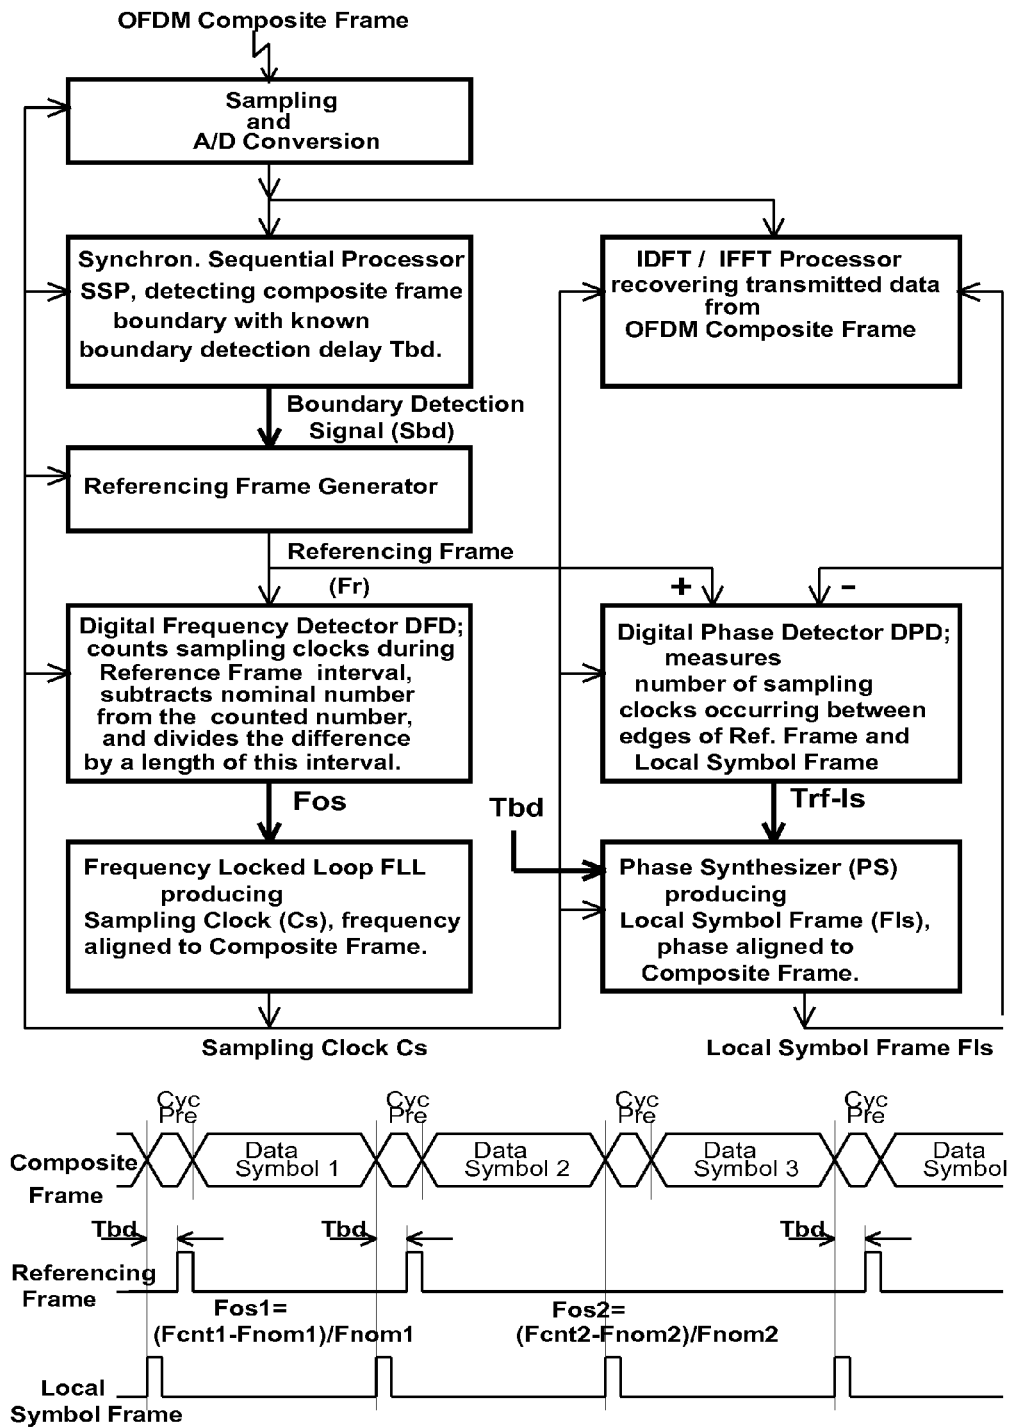 OFDM Composite Frame
Sampling
and
A/D Conversion
Synchron. Sequential Processor
SSP, detecting composite frame
boundary with known
boundary detection delay Tbd.
IDFT / IFFT Processor
recovering transmitted data
from
OFDM Composite Frame
Boundary Detection
Signal (Sbd)
Referencing Frame Generator
Referencing Frame
(Fr)
+
-
Digital Frequency Detector DFD;
counts sampling clocks during
Reference Frame interval,
subtracts nominal number
from the counted number,
and divides the difference
by a length of this interval.
Digital Phase Detector DPD;
measures
number of sampling
clocks occurring between
edges of Ref. Frame and
Local Symbol Frame
Fos
Tbd
Trf-ls
Frequency Locked Loop FLL
producing
Sampling Clock (Cs), frequency
aligned to Composite Frame.
Phase Synthesizer (PS)
producing
Local Symbol Frame (Fls),
phase aligned to
Composite Frame.
Sampling Clock Cs
Local Symbol Frame Fls
Cyc Cyc Cyc Cyc
Pre Pre Pre Pre
Composite
Frame
Data
Symbol 1
Data
Symbol 2
Data
Symbol 3
Data
Symbol
Tbd Tbd Tbd
Referencing
Frame
Fos1=
(Fcnt1-Fnom1)/Fnom1
Fos2=
(Fcnt2-Fnom2)/Fnom2
Local
Symbol Frame